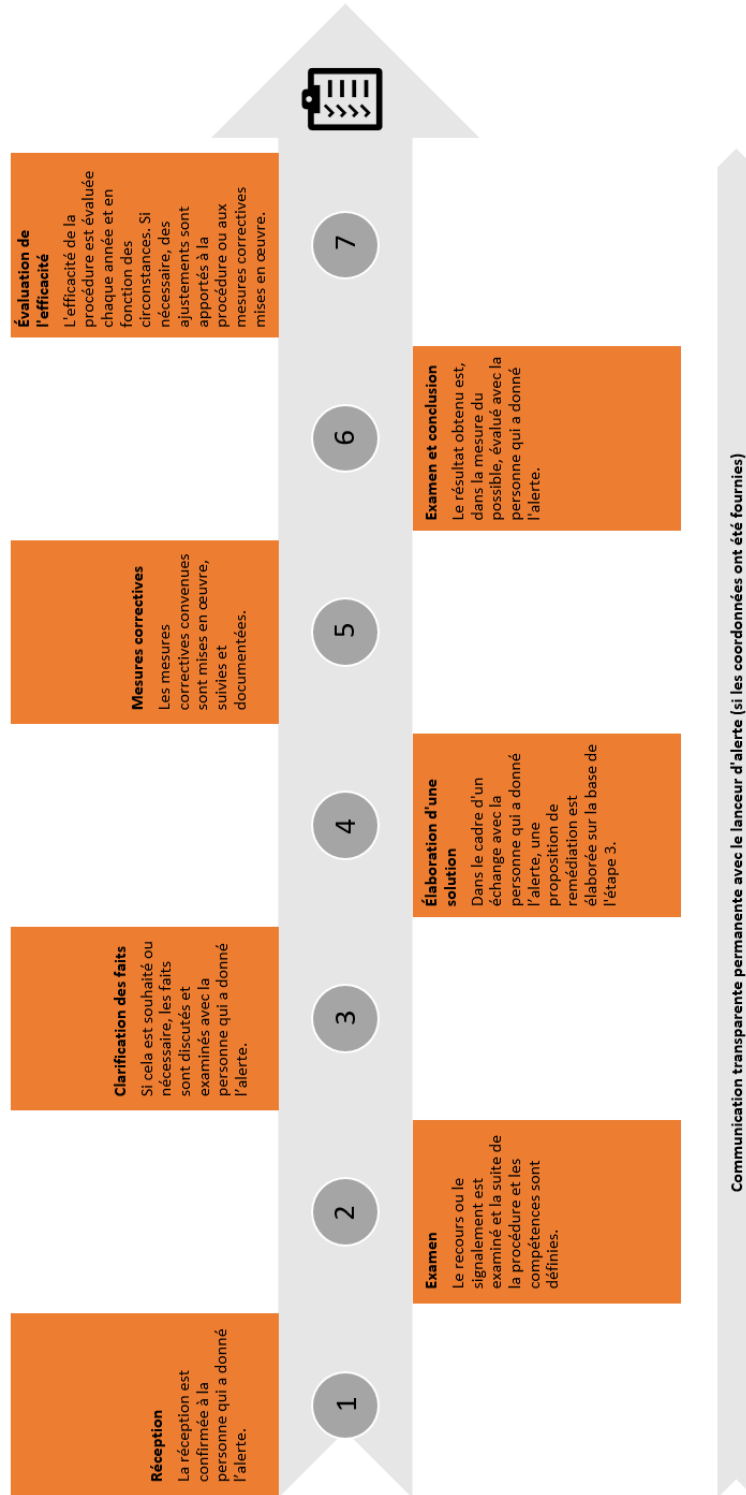 Réception
La réception est
confirmée à la
personne qui a donné
l'alerte.
1
Examen
Le recours ou le
signalement est
examiné et la suite de
la procédure et les
compétences sont
définies.
2
Clarification des faits
Si cela est souhaité ou
nécessaire, les faits
sont discutés et
examinés avec la
personne qui a donné
l'alerte.
3
Élaboration d'une
solution
Dans le cadre d'un
échange avec la
personne qui a donné
l'alerte, une
proposition de
remédiation est
élaborée sur la base de
l'étape 3.
4
Mesures correctives
Les mesures
correctives convenues
sont mises en œuvre,
suivies et
documentées.
5
Examen et conclusion
Le résultat obtenu est,
dans la mesure du
possible, évalué avec la
personne qui a donné
l'alerte.
6
Évaluation de
l'efficacité
L'efficacité de la
procédure est évaluée
chaque année et en
fonction des
circonstances. Si
nécessaire, des
ajustements sont
apportés à la
procédure ou aux
mesures correctives
mises en œuvre.
7
Communication transparente permanente avec le lanceur d'alerte (si les coordonnées ont été fournies)